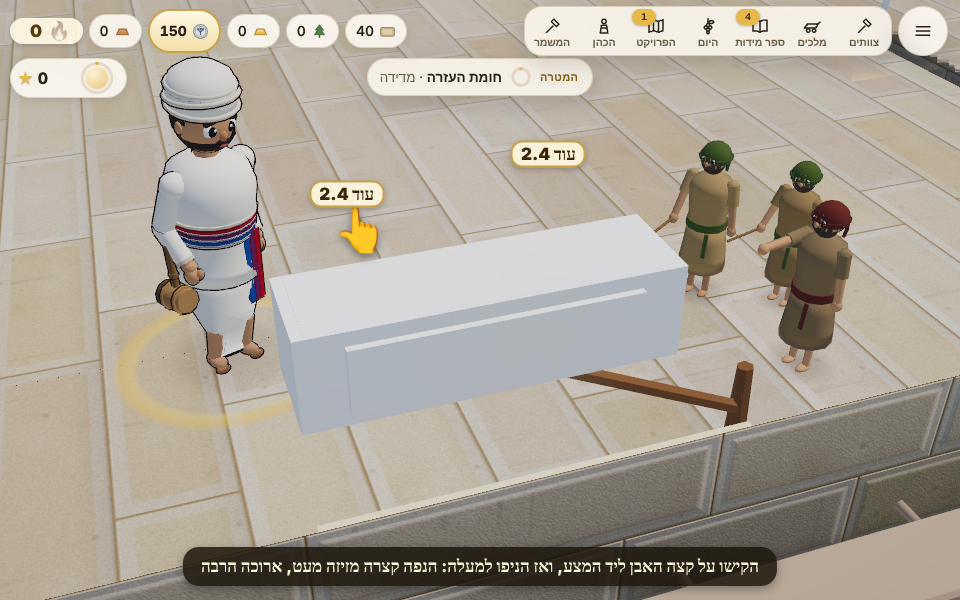 צוותים
מלכים
ספר מידות 4
היום
הפרויקט 1
הכהן
המשמר
40
0
0
150
0
0
0
המטרה חומת העזרה · מדידה
עוד 2.4
עוד 2.4
הקישו על קצה האבן ליד המצע, ואז הניפו למעלה: הנפה קצרה מזיזה מעט, ארוכה הרבה